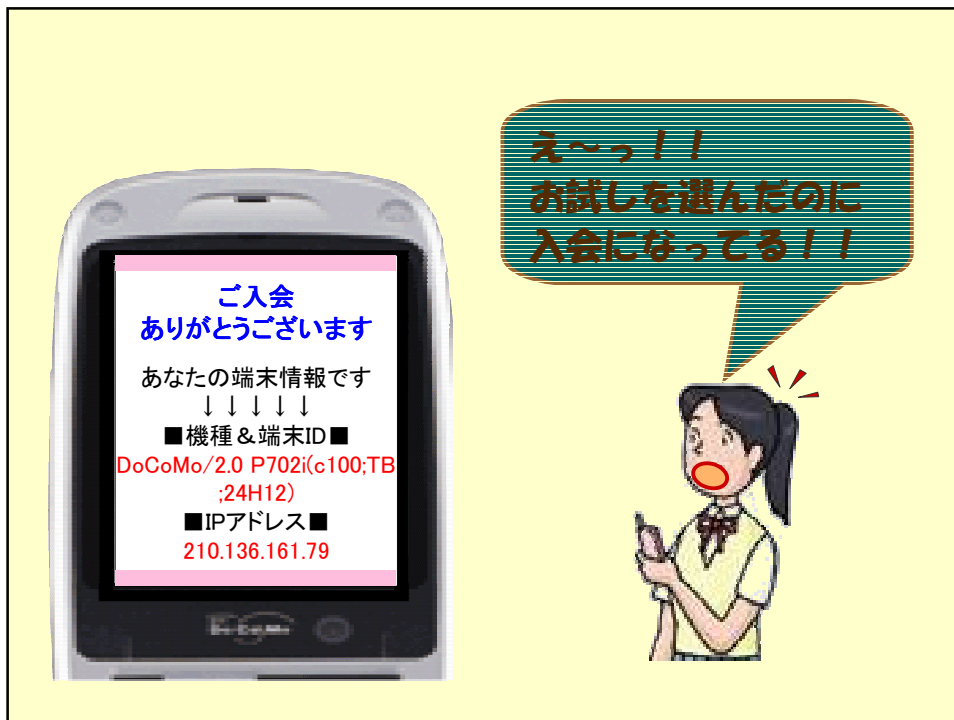 え～っ！！
お試しを選んだのに
入会になってる！！
ご入会
ありがとうございます
あなたの端末情報です
↓↓↓↓↓
■機種＆端末ID■
DoCoMo/2.0 P702i(c100;TB
;24H12)
■IPアドレス■
210.136.161.79
DoCoMo